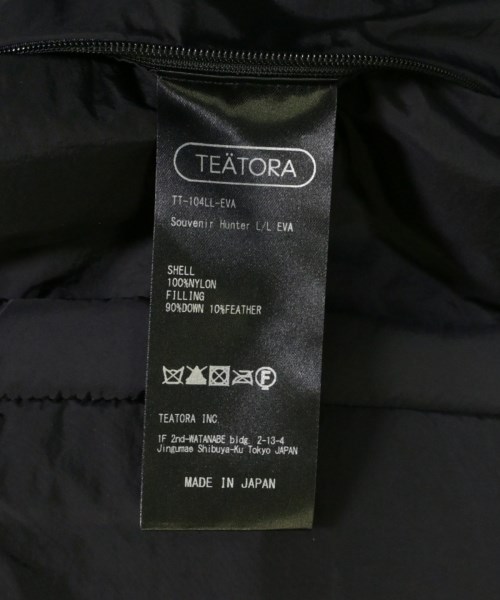 TEÄTORA
TT-104LL-EVA
Souvenir Hunter L/L EVA
SHELL
100%NYLON
FILLING
90%DOWN 10%FEATHER
F
TEATORA INC.
1F 2nd-WATANABE bldg. 2-13-4
Jingumae Shibuya-Ku Tokyo JAPAN
MADE IN JAPAN